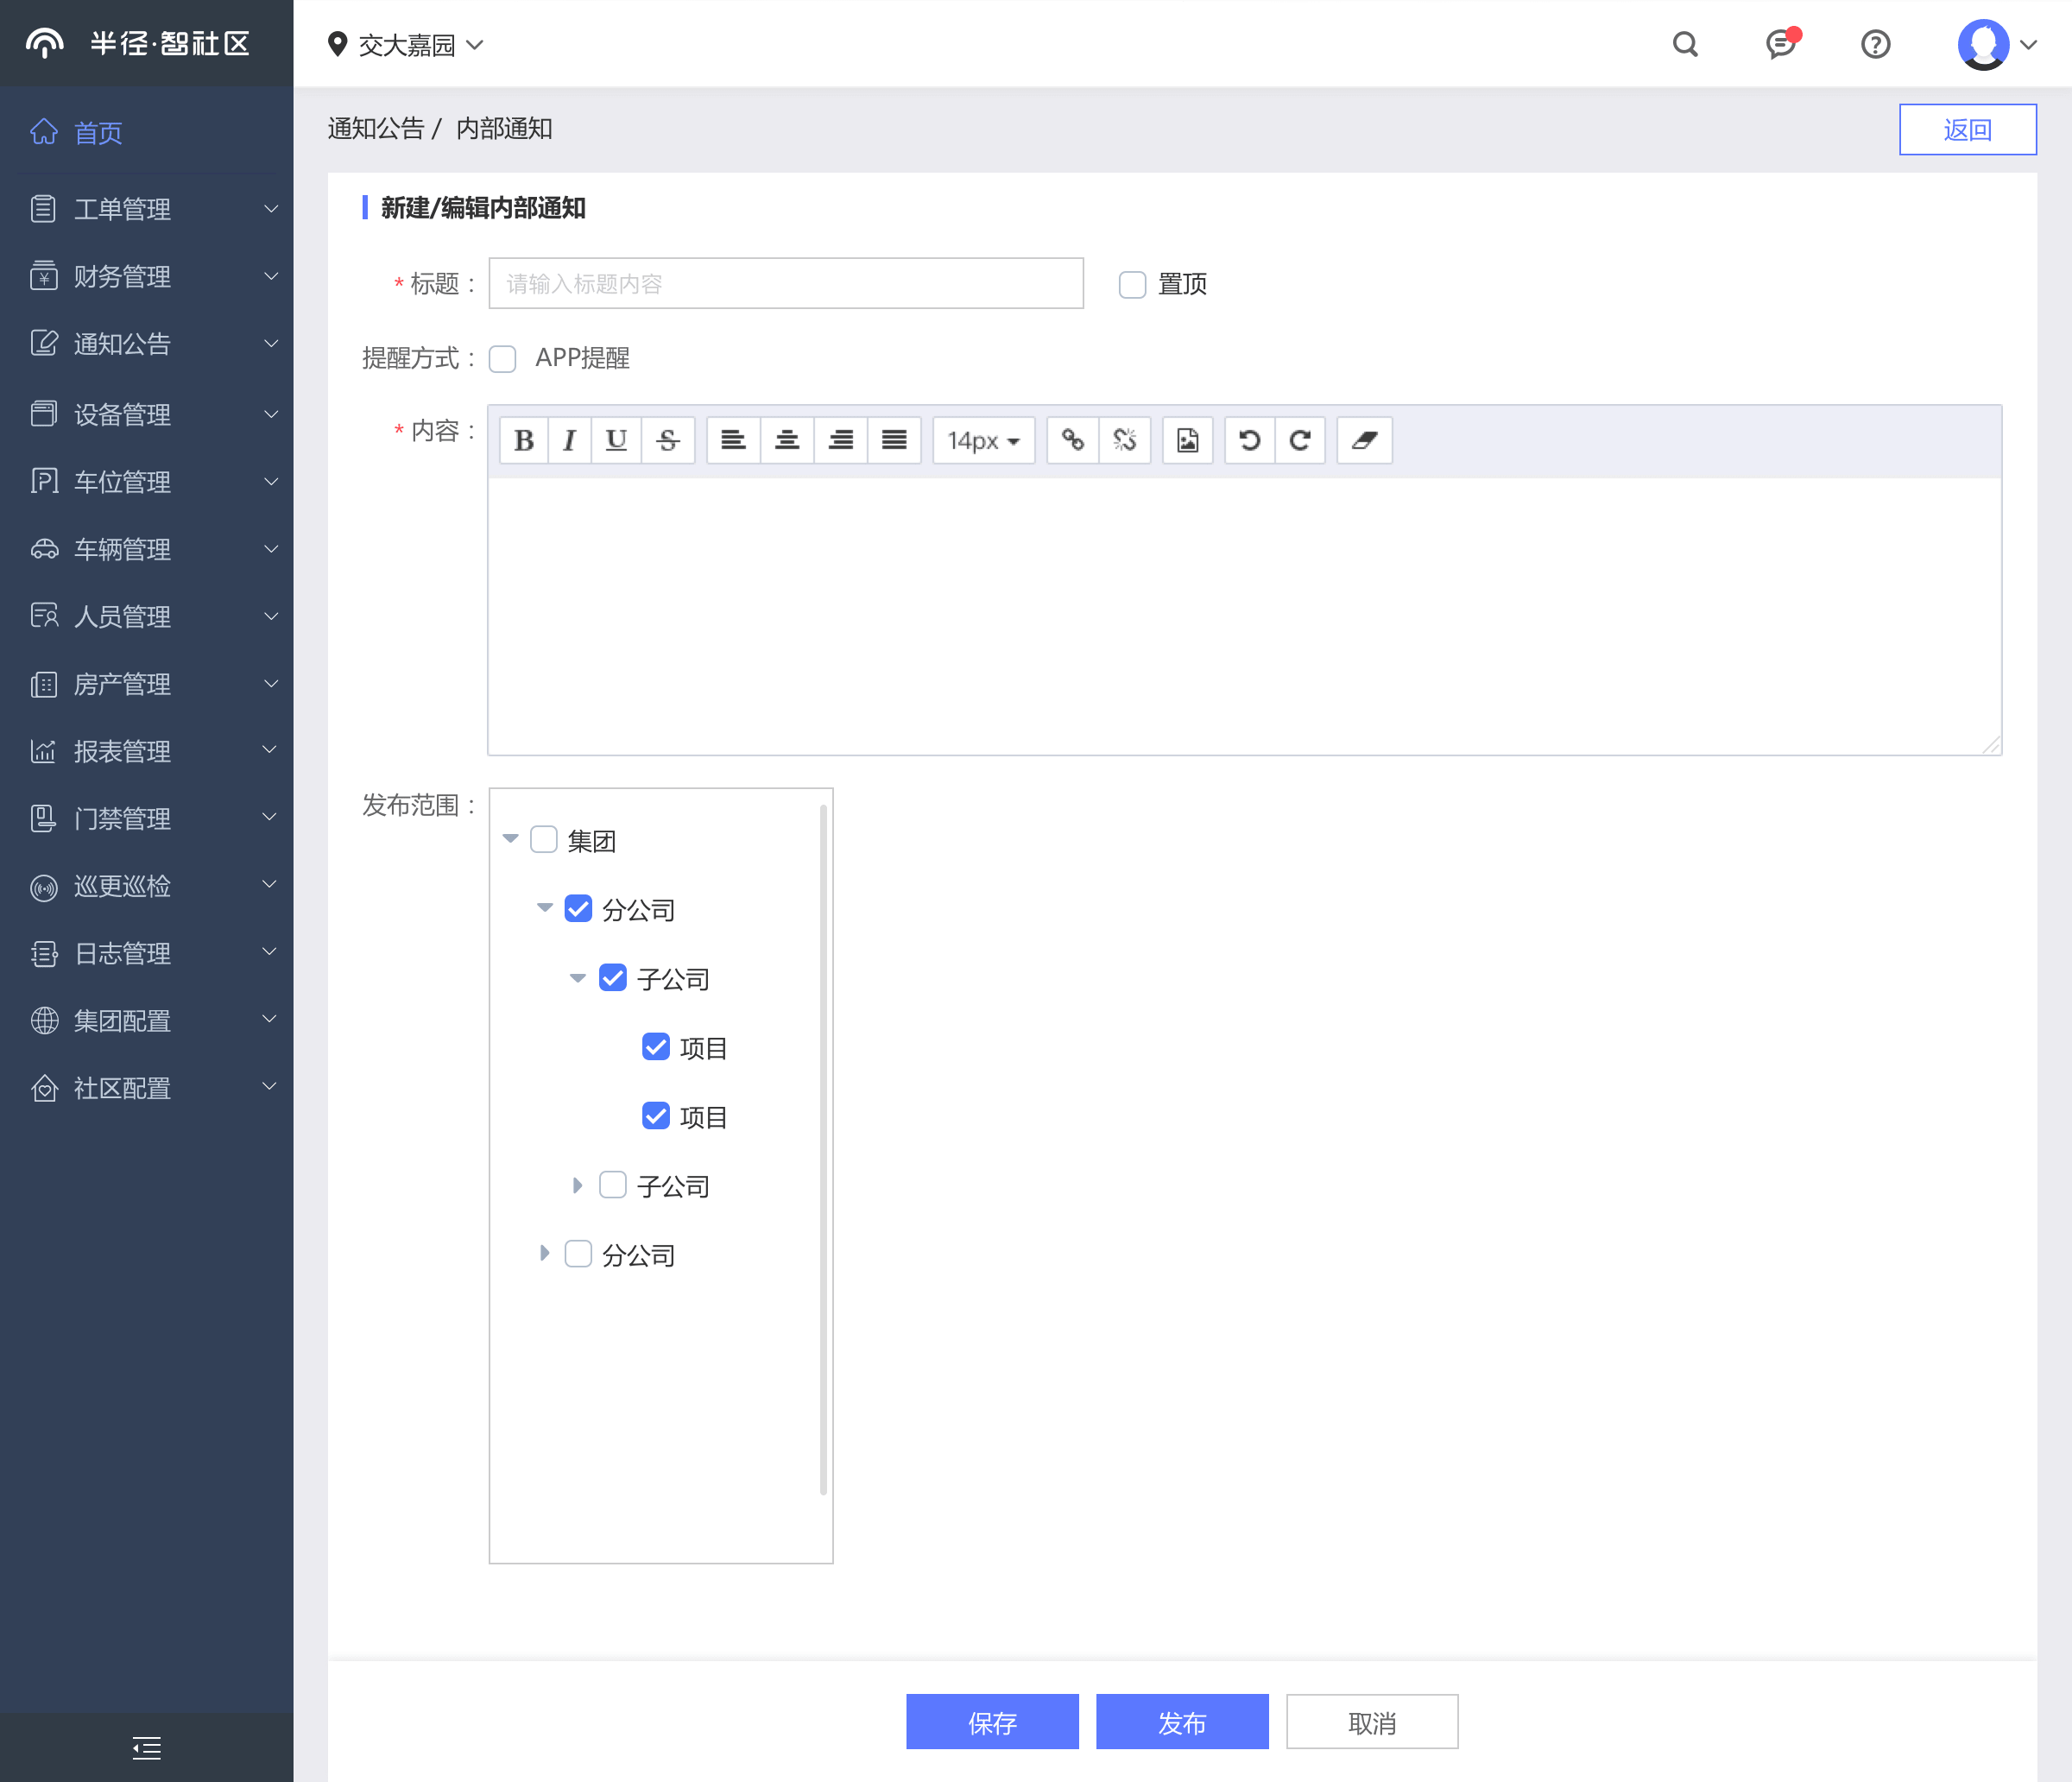 半径·智社区
交大嘉园
首页
工单管理
财务管理
通知公告
设备管理
车位管理
车辆管理
人员管理
房产管理
报表管理
门禁管理
巡更巡检
日志管理
集团配置
社区配置
通知公告 / 内部通知
返回
新建/编辑内部通知
* 标题：
请输入标题内容
置顶
提醒方式：
APP提醒
* 内容：
B I U S
14px
发布范围：
集团
分公司
子公司
项目
项目
子公司
分公司
保存
发布
取消